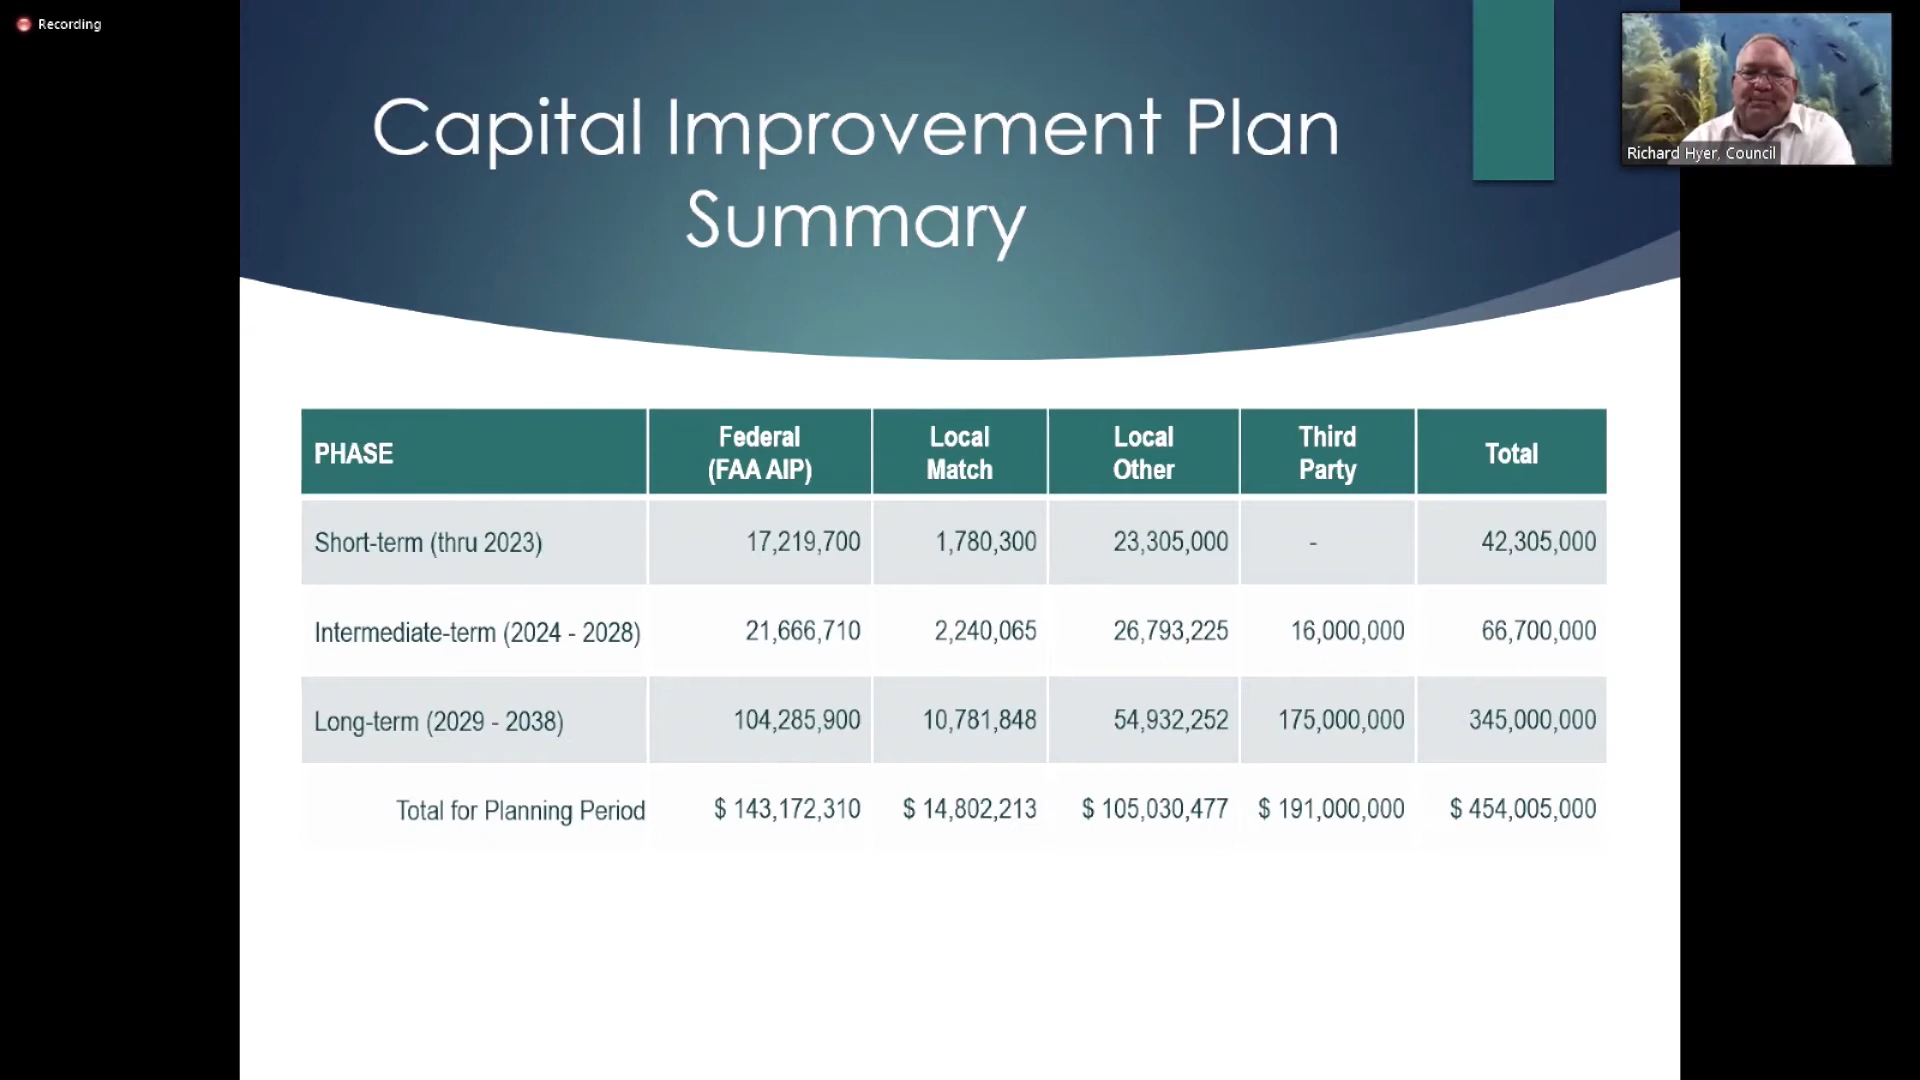 Recording
Capital Improvement Plan
Summary
Richard Hyer, Council
PHASE Federal (FAA AIP) Local Match Local Other Third Party Total
Short-term (thru 2023) 17,219,700 1,780,300 23,305,000 - 42,305,000
Intermediate-term (2024 - 2028) 21,666,710 2,240,065 26,793,225 16,000,000 66,700,000
Long-term (2029 - 2038) 104,285,900 10,781,848 54,932,252 175,000,000 345,000,000
Total for Planning Period $ 143,172,310 $ 14,802,213 $ 105,030,477 $ 191,000,000 $ 454,005,000